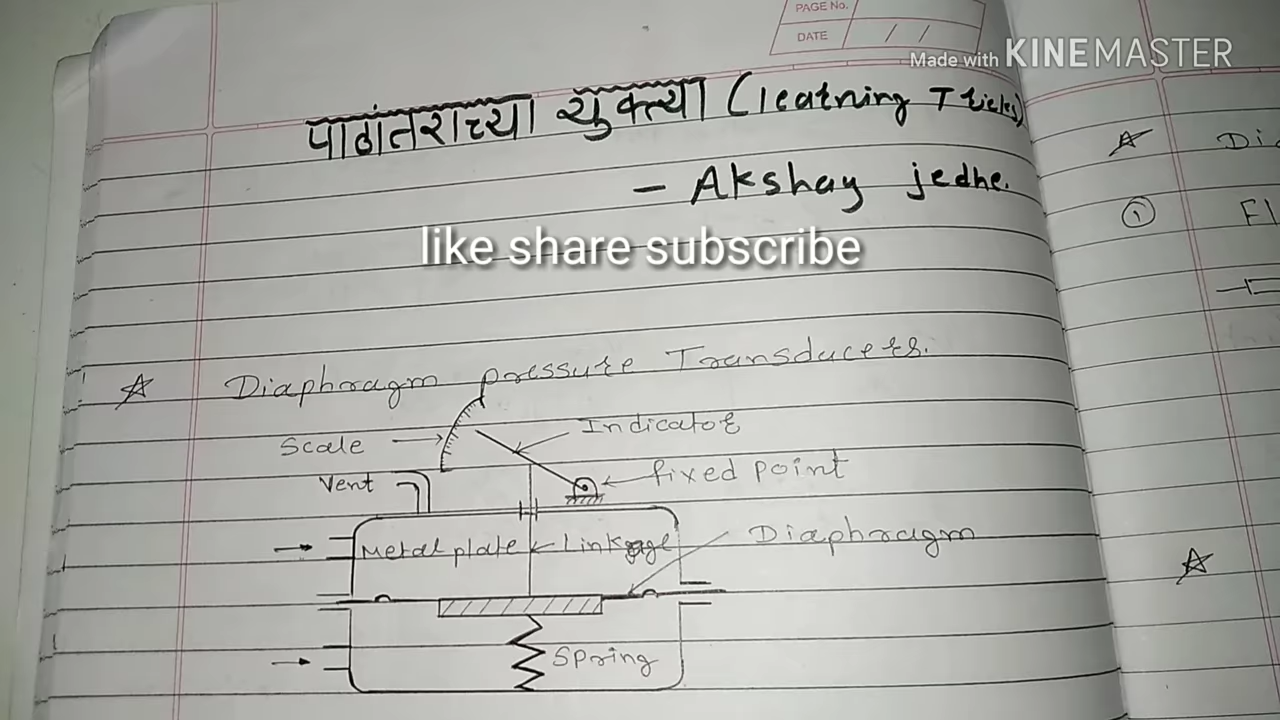 PAGE No.
DATE / /
Made with KINEMASTER
पाठांतराच्या युक्त्या (learning Tricks)
- Akshay jedhe.
like share subscribe
Diaphragm pressure Transducers.
Scale
Indicator
Vent
fixed point
Metal plate
Linkage
Diaphragm
Spring
①